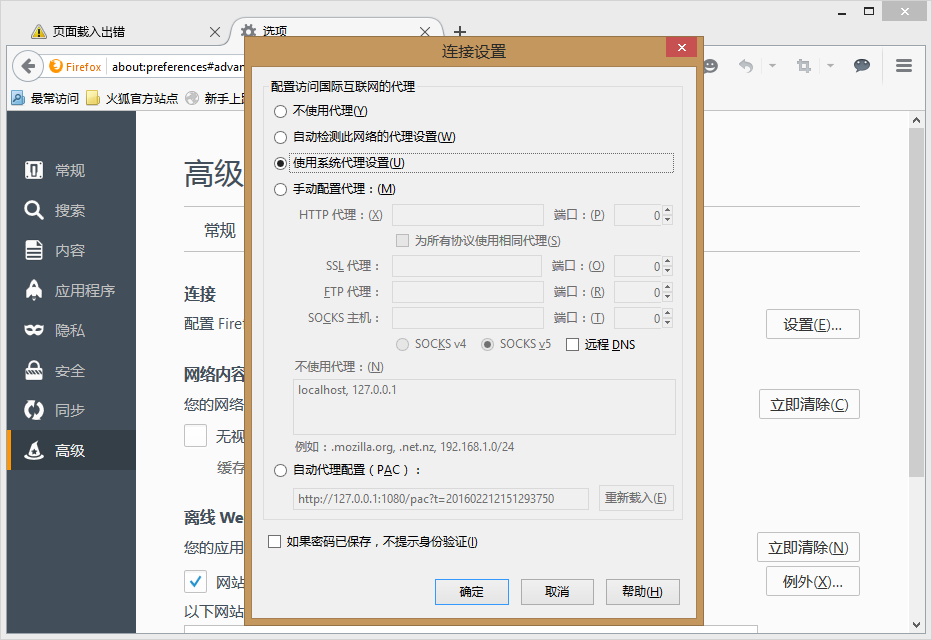 页面载入出错
选项
Firefox
about:preferences#advan
最常访问
火狐官方站点
新手上路
常规
搜索
内容
应用程序
隐私
安全
同步
高级
高级
常规
连接
配置 Firef
设置(E)...
网络内容
您的网络
立即清除(C)
无视
缓存
离线 We
您的应用
立即清除(N)
网站
例外(X)...
以下网站
连接设置
配置访问国际互联网的代理
不使用代理(Y)
自动检测此网络的代理设置(W)
使用系统代理设置(U)
手动配置代理：(M)
HTTP 代理：(X) 端口：(P) 0
为所有协议使用相同代理(S)
SSL 代理： 端口：(O) 0
FTP 代理： 端口：(R) 0
SOCKS 主机： 端口：(T) 0
SOCKS v4 SOCKS v5 远程 DNS
不使用代理：(N)
localhost, 127.0.0.1
例如：.mozilla.org, .net.nz, 192.168.1.0/24
自动代理配置（PAC）：
http://127.0.0.1:1080/pac?t=201602212151293750 重新载入(E)
如果密码已保存，不提示身份验证(I)
确定 取消 帮助(H)